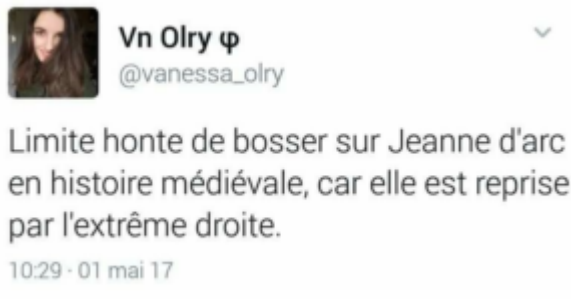 Vn Olry φ
@vanessa_olry
Limite honte de bosser sur Jeanne d'arc
en histoire médiévale, car elle est reprise
par l'extrême droite.
10:29 · 01 mai 17